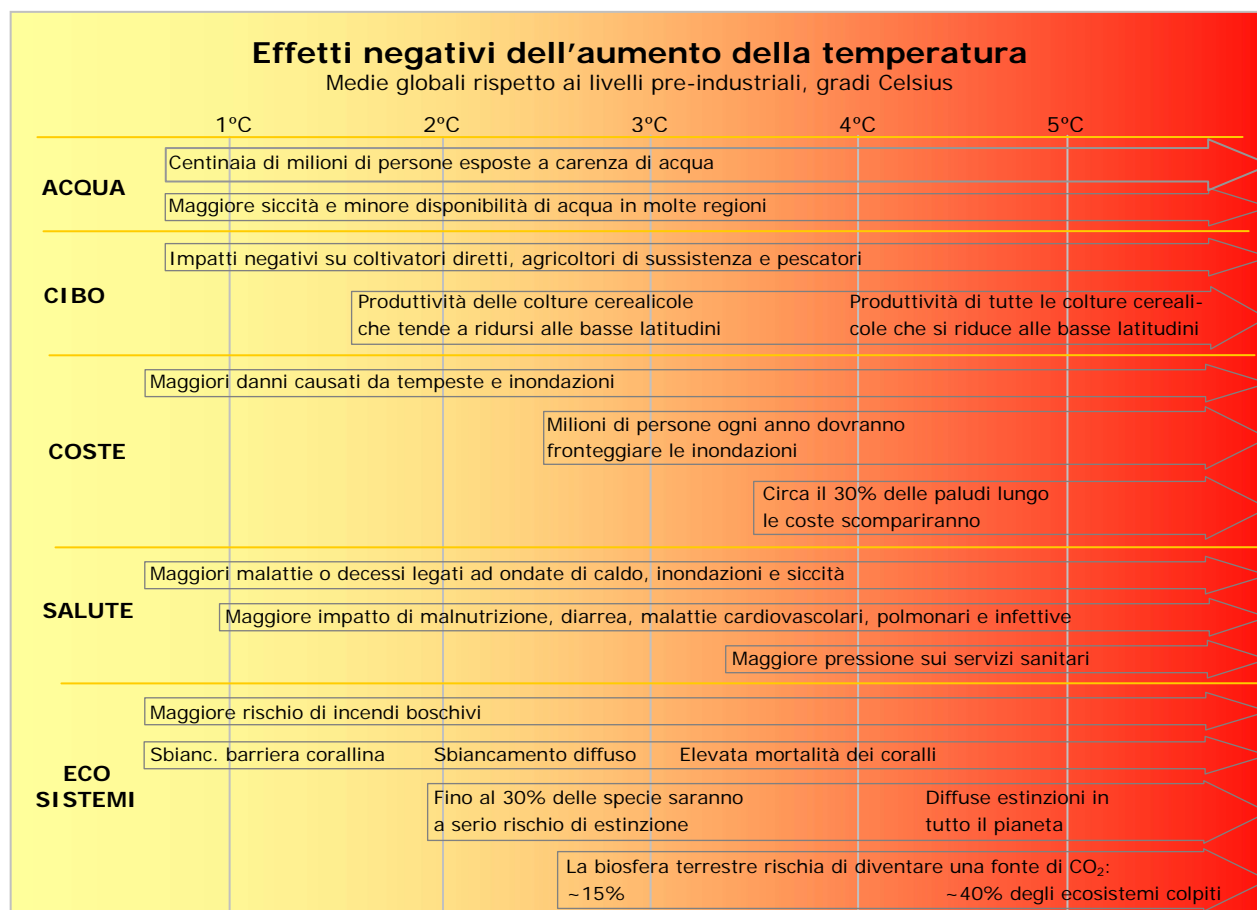 Effetti negativi dell'aumento della temperatura
Medie globali rispetto ai livelli pre-industriali, gradi Celsius
1°C 2°C 3°C 4°C 5°C
ACQUA
Centinaia di milioni di persone esposte a carenza di acqua
Maggiore siccità e minore disponibilità di acqua in molte regioni
CIBO
Impatti negativi su coltivatori diretti, agricoltori di sussistenza e pescatori
Produttività delle colture cerealicole
che tende a ridursi alle basse latitudini
Produttività di tutte le colture cereali-
cole che si riduce alle basse latitudini
COSTE
Maggiori danni causati da tempeste e inondazioni
Milioni di persone ogni anno dovranno
fronteggiare le inondazioni
Circa il 30% delle paludi lungo
le coste scompariranno
SALUTE
Maggiori malattie o decessi legati ad ondate di caldo, inondazioni e siccità
Maggiore impatto di malnutrizione, diarrea, malattie cardiovascolari, polmonari e infettive
Maggiore pressione sui servizi sanitari
ECO
SISTEMI
Maggiore rischio di incendi boschivi
Sbianc. barriera corallina Sbiancamento diffuso Elevata mortalità dei coralli
Fino al 30% delle specie saranno
a serio rischio di estinzione
Diffuse estinzioni in
tutto il pianeta
La biosfera terrestre rischia di diventare una fonte di CO₂:
~15% ~40% degli ecosistemi colpiti